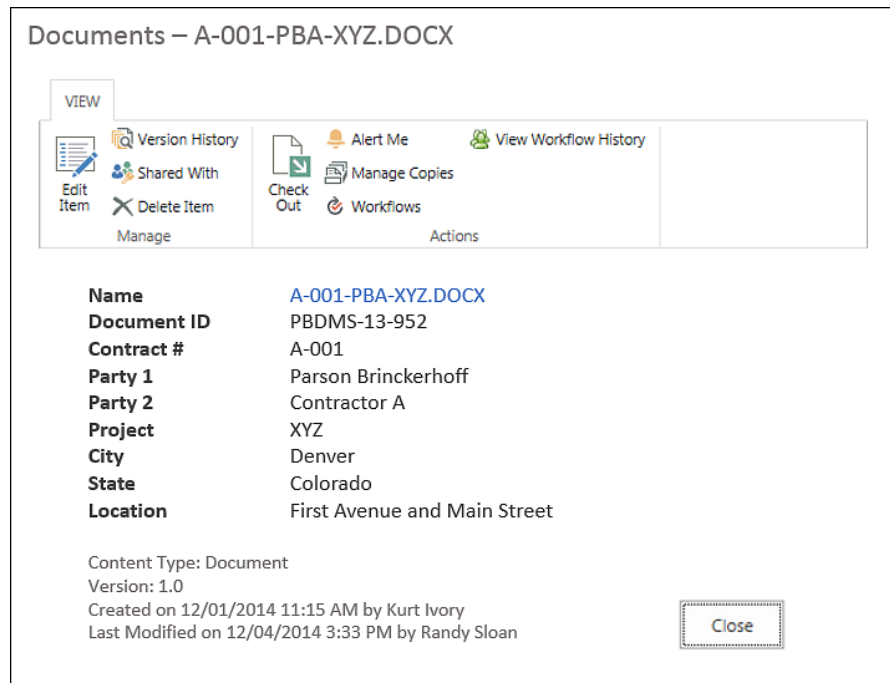 Documents – A-001-PBA-XYZ.DOCX
VIEW
Edit Item
Version History
Shared With
Delete Item
Manage
Check Out
Alert Me
Manage Copies
Workflows
View Workflow History
Actions
Name A-001-PBA-XYZ.DOCX
Document ID PBDMS-13-952
Contract # A-001
Party 1 Parson Brinckerhoff
Party 2 Contractor A
Project XYZ
City Denver
State Colorado
Location First Avenue and Main Street
Content Type: Document
Version: 1.0
Created on 12/01/2014 11:15 AM by Kurt Ivory
Last Modified on 12/04/2014 3:33 PM by Randy Sloan
Close